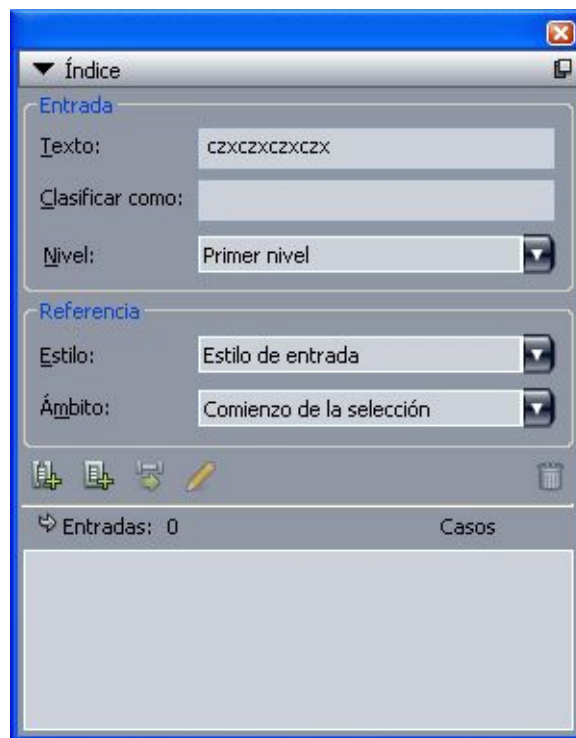 Índice
Entrada
Texto: czxczxczxczx
Clasificar como:
Nivel: Primer nivel
Referencia
Estilo: Estilo de entrada
Ámbito: Comienzo de la selección
Entradas: 0 Casos